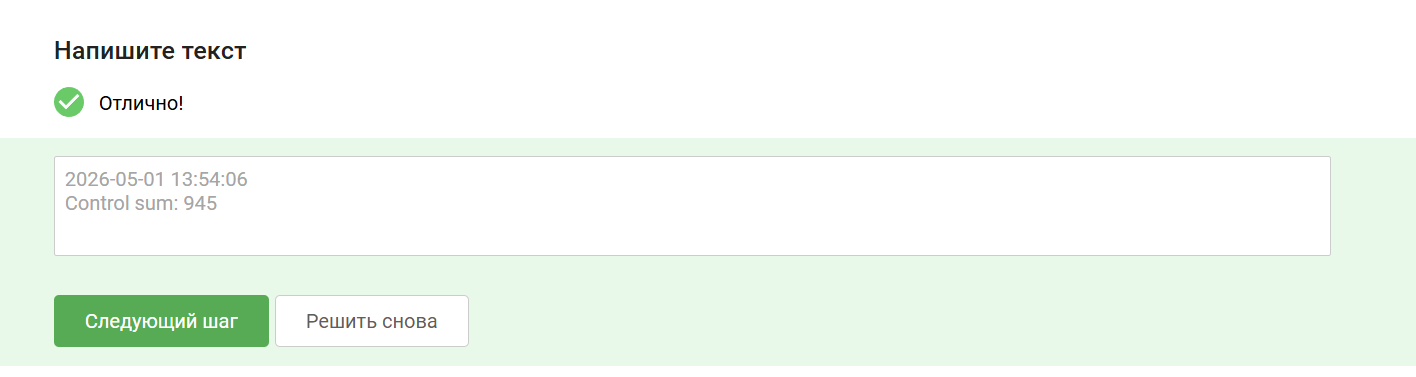 Напишите текст
Отлично!
2026-05-01 13:54:06
Control sum: 945
Следующий шаг
Решить снова